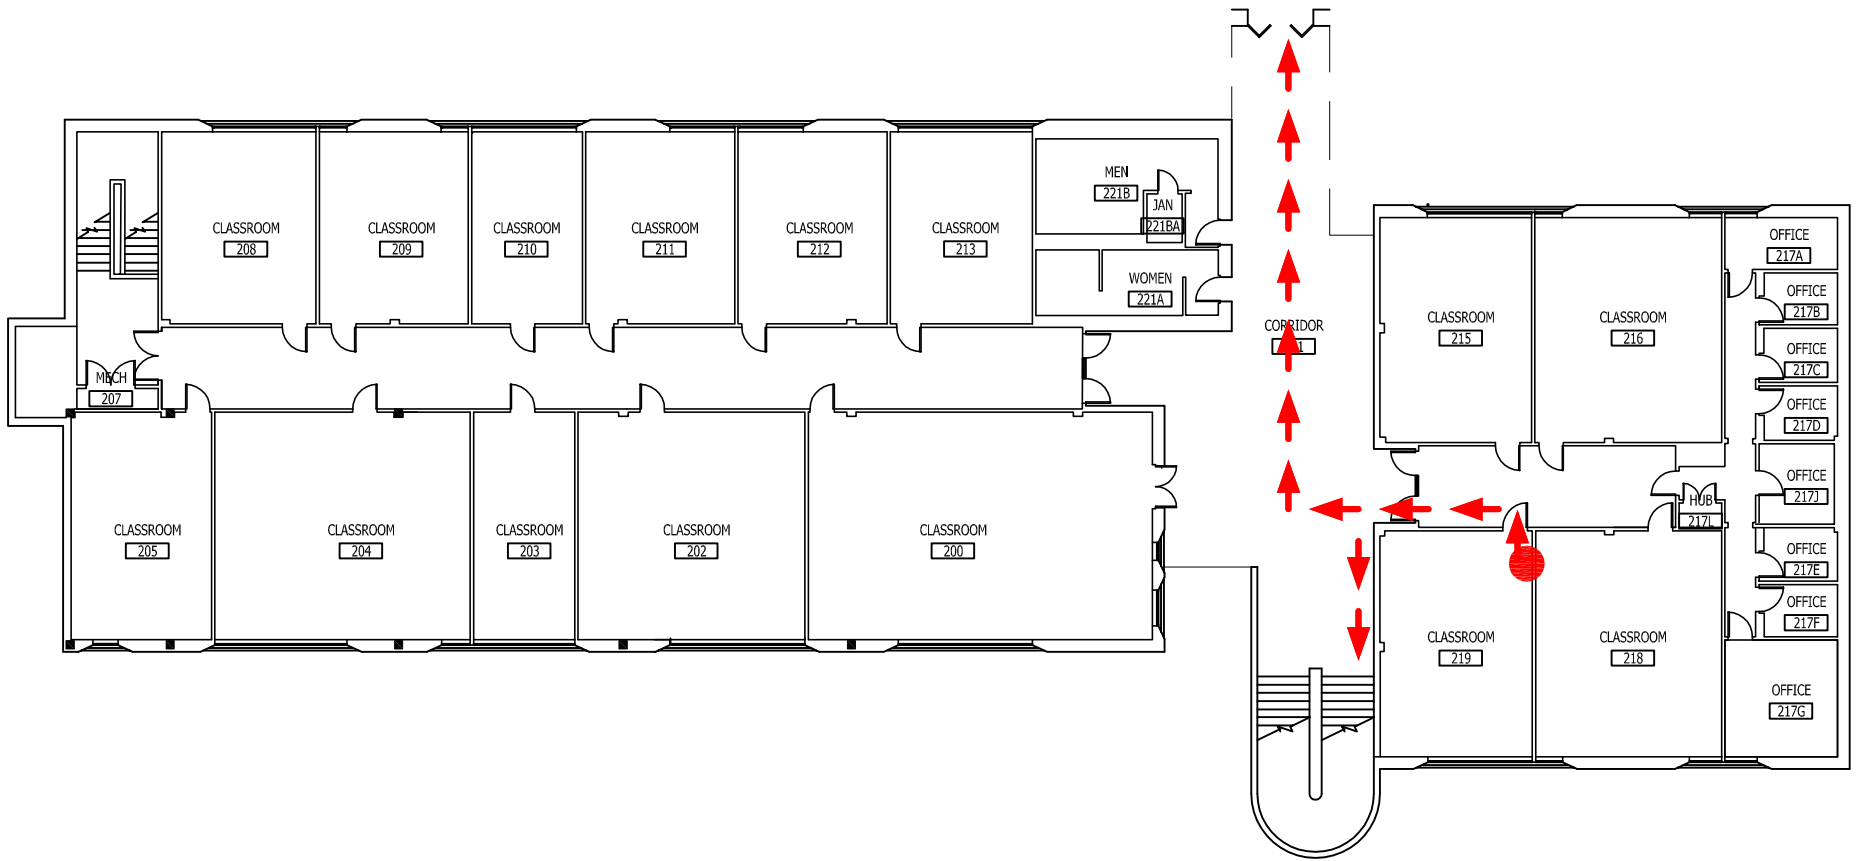 CLASSROOM
208
CLASSROOM
209
CLASSROOM
210
CLASSROOM
211
CLASSROOM
212
CLASSROOM
213
MEN
221B
JAN
221BA
WOMEN
221A
CORRIDOR
CLASSROOM
215
CLASSROOM
216
OFFICE
217A
OFFICE
217B
OFFICE
217C
OFFICE
217D
OFFICE
217J
HUB
217L
OFFICE
217E
OFFICE
217F
OFFICE
217G
MECH
207
CLASSROOM
205
CLASSROOM
204
CLASSROOM
203
CLASSROOM
202
CLASSROOM
200
CLASSROOM
219
CLASSROOM
218